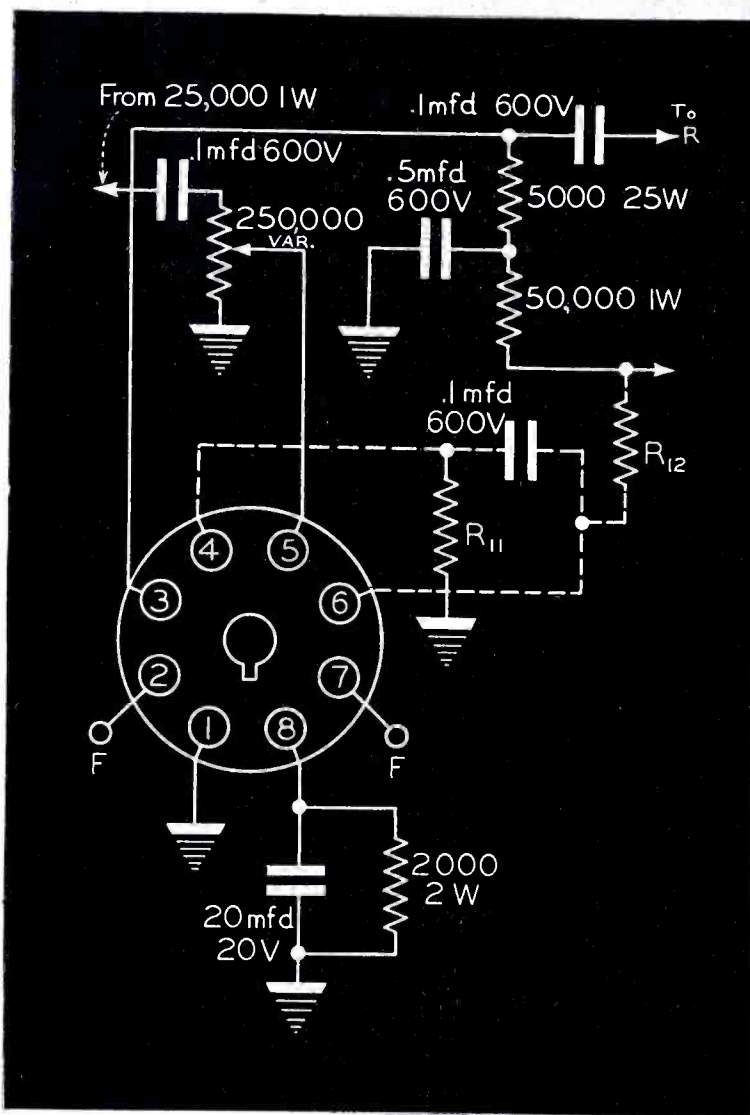 From 25,000 1W
.1mfd 600V
To
R
.1mfd 600V
.5mfd
600V
5000 25W
250,000
VAR.
50,000 1W
.1mfd
600V
R12
R11
4
5
3
6
2
7
1
8
F
F
2000
2W
20mfd
20V